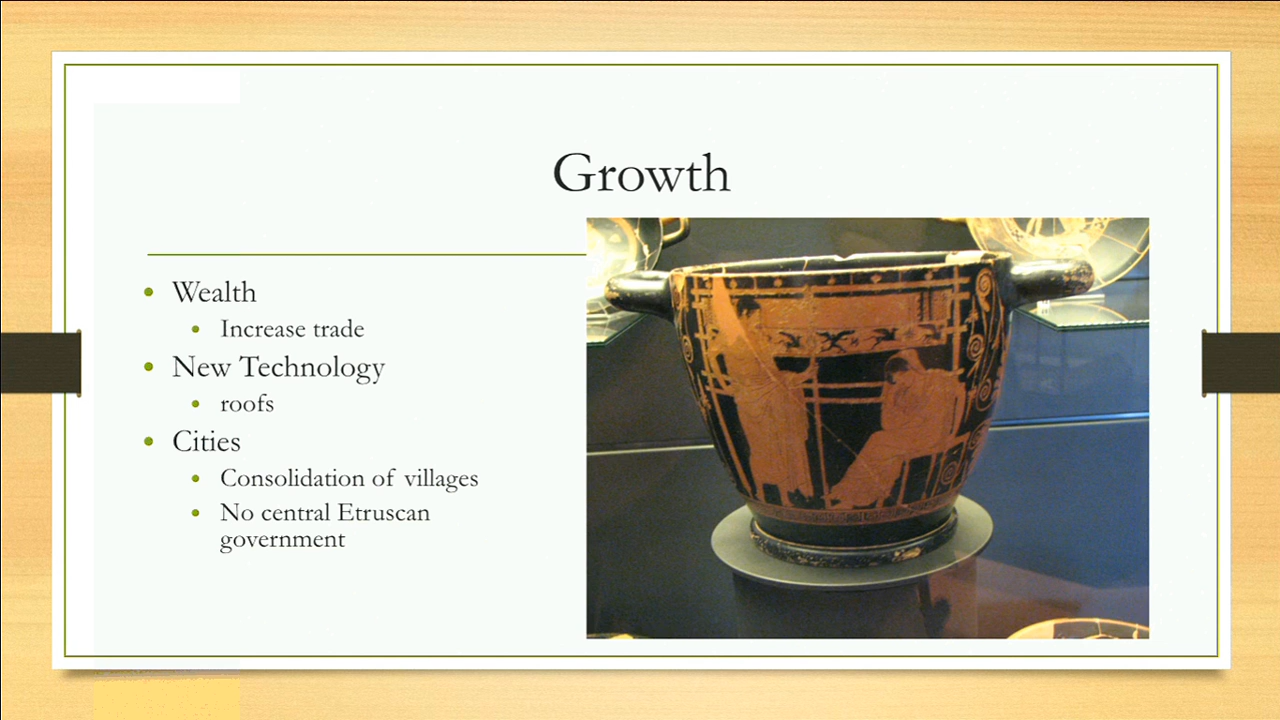 Growth
Wealth
Increase trade
New Technology
roofs
Cities
Consolidation of villages
No central Etruscan
government